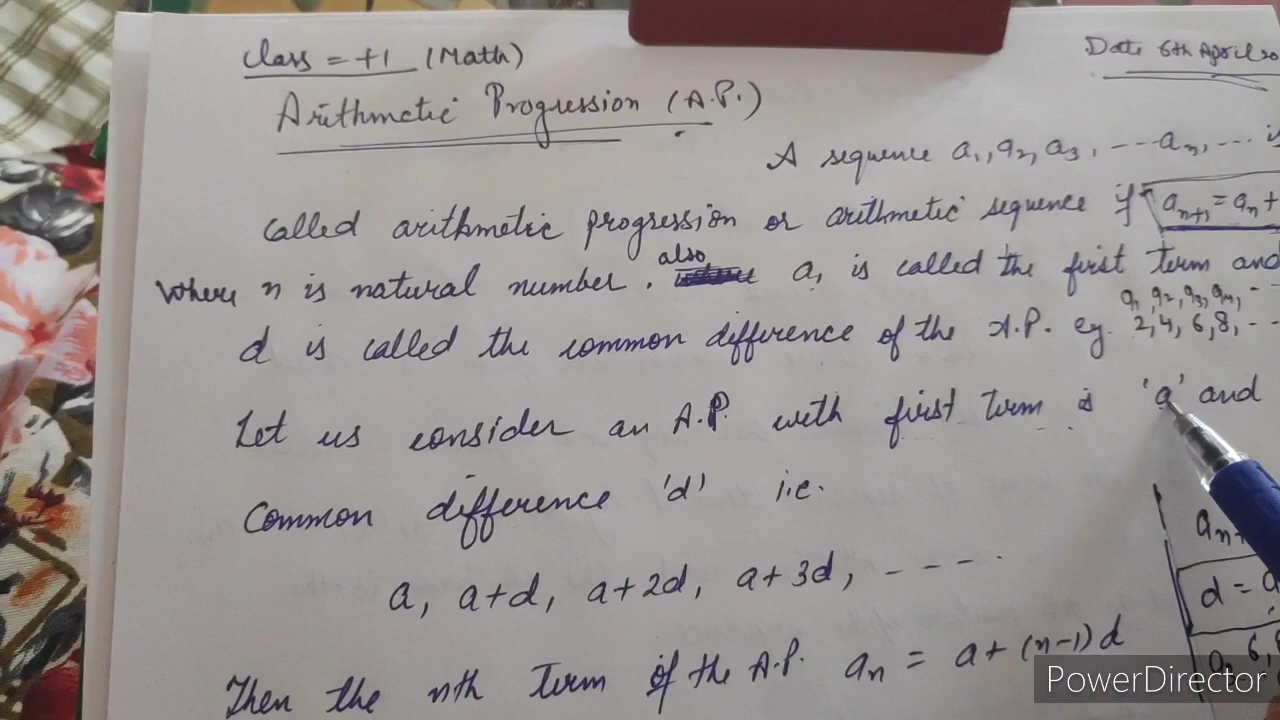 Class = +1 (Math)
Date 6th April 20
Arithmetic Progression (A.P.)
A sequence a₁, a₂, a₃, ---- aₙ, ---- is
called arithmetic progression or arithmetic sequence if aₙ₊₁ = aₙ +
where n is natural number. also a₁ is called the first term and
a₁, a₂, a₃, a₄, --
d is called the common difference of the A.P. eg. 2, 4, 6, 8, --
Let us consider an A.P. with first term is 'a' and
Common difference 'd' i.e.
a, a+d, a+2d, a+3d, ----
aₙ₊
d = a
Then the nth term of the A.P. aₙ = a + (n-1) d
PowerDirector